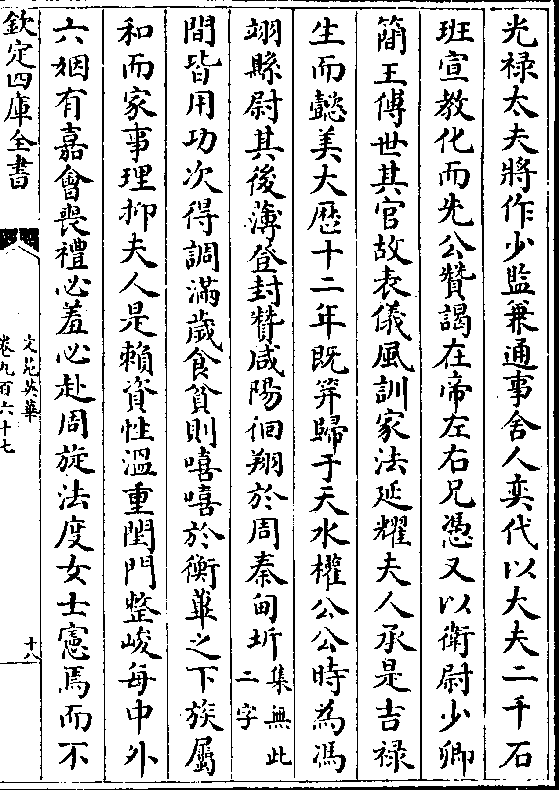 光禄太夫將作少監兼通事舍人奕代以大夫二千石
班宣教化而先公贊謁在帝左右兄憑又以衛尉少卿
簡王傅世其官故表儀風訓家法延耀夫人承是吉禄
生而懿美大歴十二年既筓歸于天水權公公時為馮
翊縣尉其後薄登封贊咸陽佪翔於周秦甸圻集無此二字
間皆用功次得調滿歳食貧則嘻嘻於衡蓽之下族屬
和而家事理抑夫人是賴資性溫重閨門整峻每中外
六姻有嘉會喪禮必羞必赴周旋法度女士憲焉而不
欽定四庫全書
文苑英華
卷九百六十七
十八